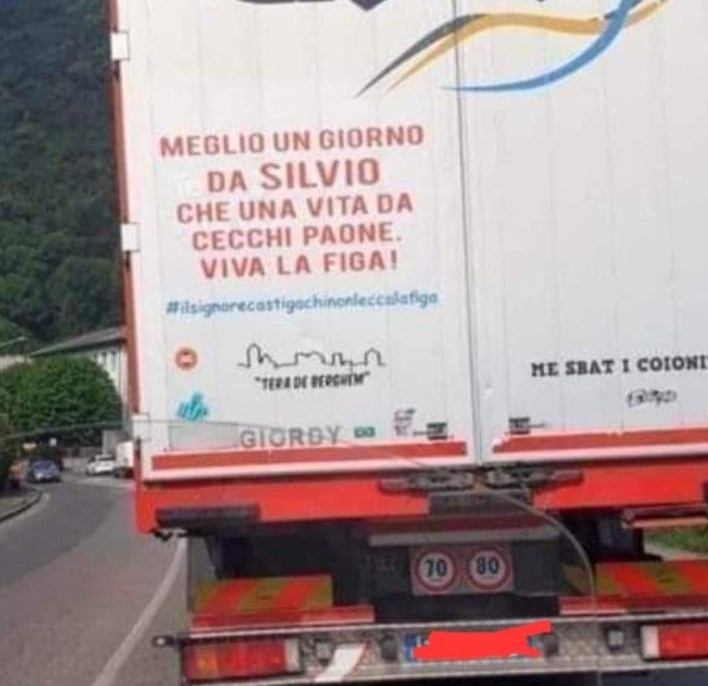 MEGLIO UN GIORNO
DA SILVIO
CHE UNA VITA DA
CECCHI PAONE.
VIVA LA FIGA!
#ilsignorecastigachinonleccalafiga
"TERA DE BERGHEM"
ME SBAT I COIONI
GIORDY
70 80